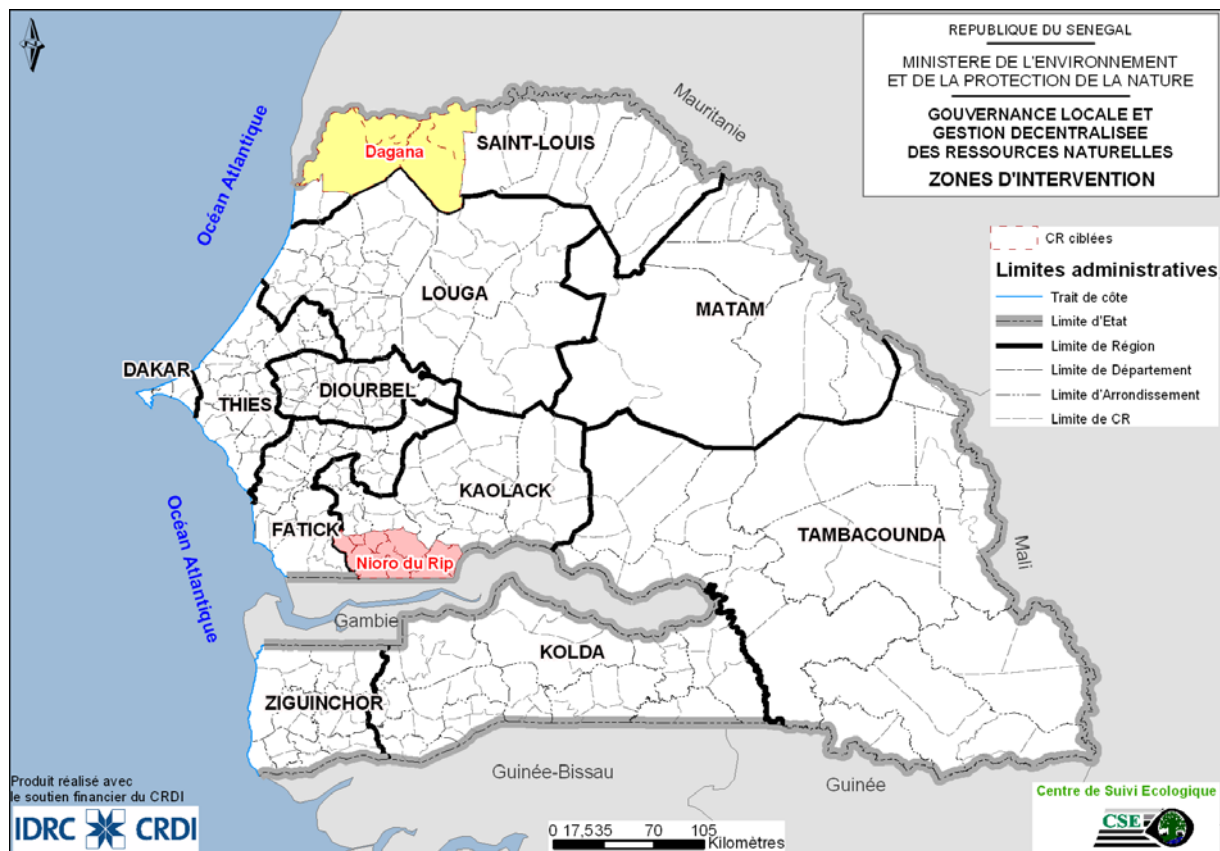 REPUBLIQUE DU SENEGAL
MINISTERE DE L'ENVIRONNEMENT
ET DE LA PROTECTION DE LA NATURE
GOUVERNANCE LOCALE ET
GESTION DECENTRALISEE
DES RESSOURCES NATURELLES
ZONES D'INTERVENTION
CR ciblées
Limites administratives
Trait de côte
Limite d'Etat
Limite de Région
Limite de Département
Limite d'Arrondissement
Limite de CR
Océan Atlantique
Mauritanie
Dagana
SAINT-LOUIS
LOUGA
MATAM
DAKAR
THIES
DIOURBEL
KAOLACK
FATICK
Nioro du Rip
TAMBACOUNDA
Mali
Océan Atlantique
Gambie
KOLDA
ZIGUINCHOR
Guinée-Bissau
Guinée
Produit réalisé avec
le soutien financier du CRDI
IDRC CRDI
0 17,535 70 105
Kilomètres
Centre de Suivi Ecologique
CSE